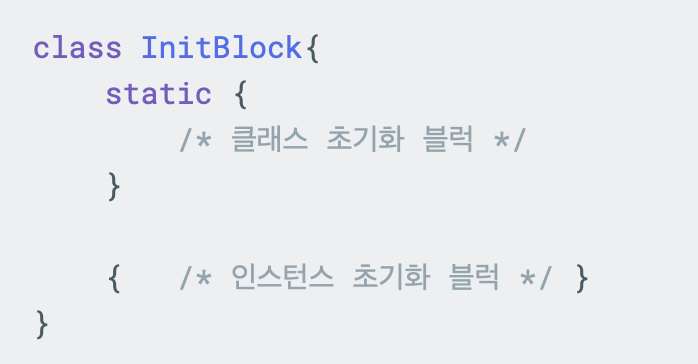 class InitBlock{
    static {
        /* 클래스 초기화 블럭 */
    }
    {   /* 인스턴스 초기화 블럭 */ }
}